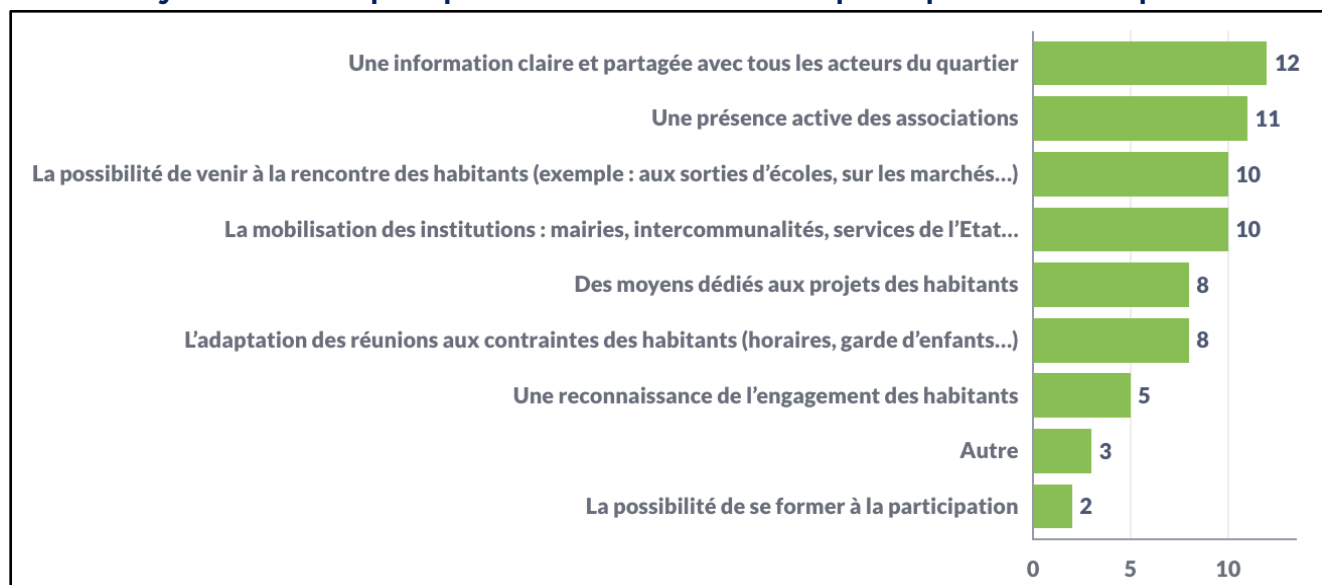 Une information claire et partagée avec tous les acteurs du quartier 12
Une présence active des associations 11
La possibilité de venir à la rencontre des habitants (exemple : aux sorties d’écoles, sur les marchés...) 10
La mobilisation des institutions : mairies, intercommunalités, services de l’Etat... 10
Des moyens dédiés aux projets des habitants 8
L’adaptation des réunions aux contraintes des habitants (horaires, garde d’enfants...) 8
Une reconnaissance de l’engagement des habitants 5
Autre 3
La possibilité de se former à la participation 2
0 5 10